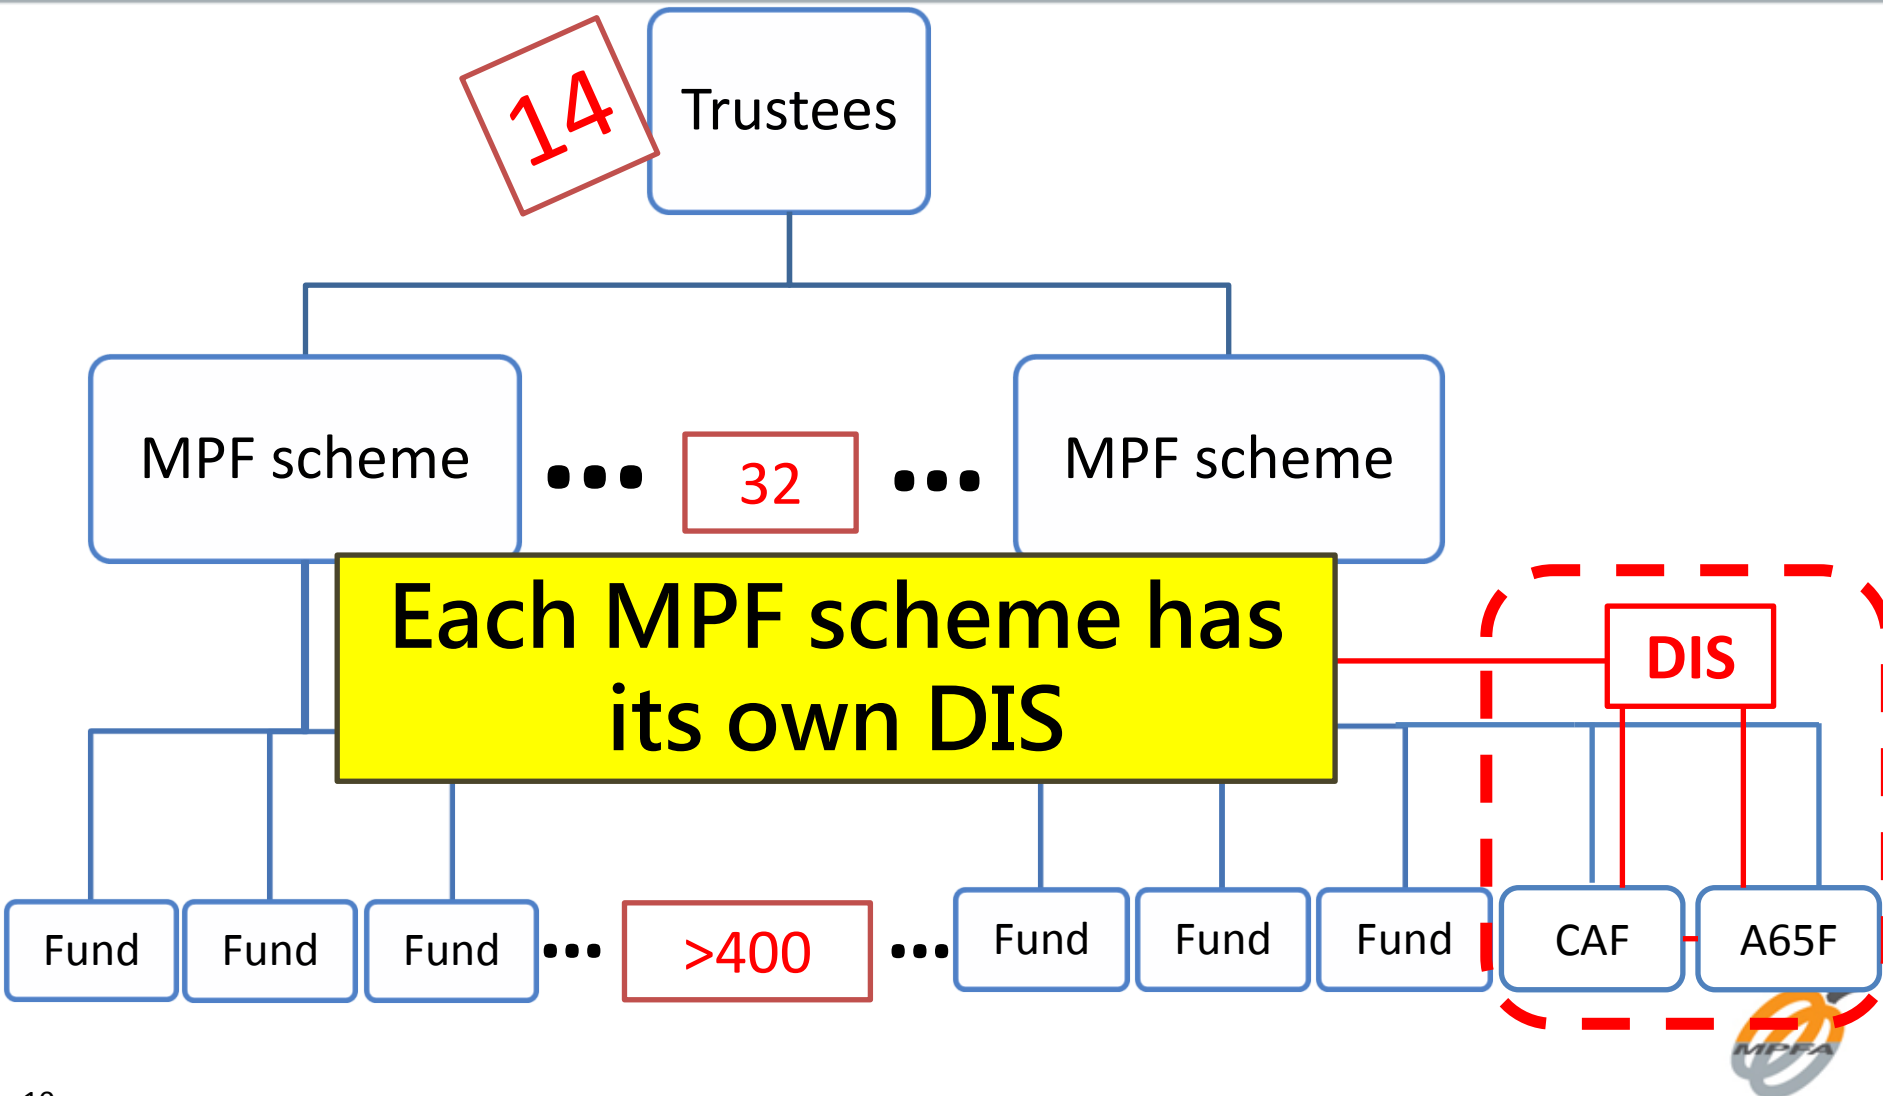 14
Trustees
MPF scheme
32
MPF scheme
Each MPF scheme has
its own DIS
DIS
Fund
Fund
Fund
>400
Fund
Fund
Fund
CAF
A65F
MPFA